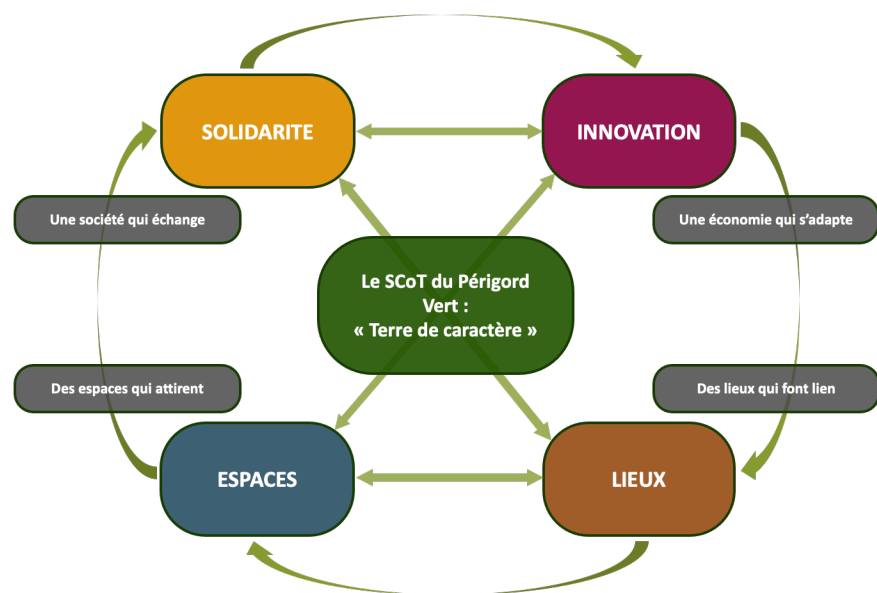 SOLIDARITE
INNOVATION
Une société qui échange
Une économie qui s’adapte
Le SCoT du Périgord
Vert :
« Terre de caractère »
Des espaces qui attirent
Des lieux qui font lien
ESPACES
LIEUX